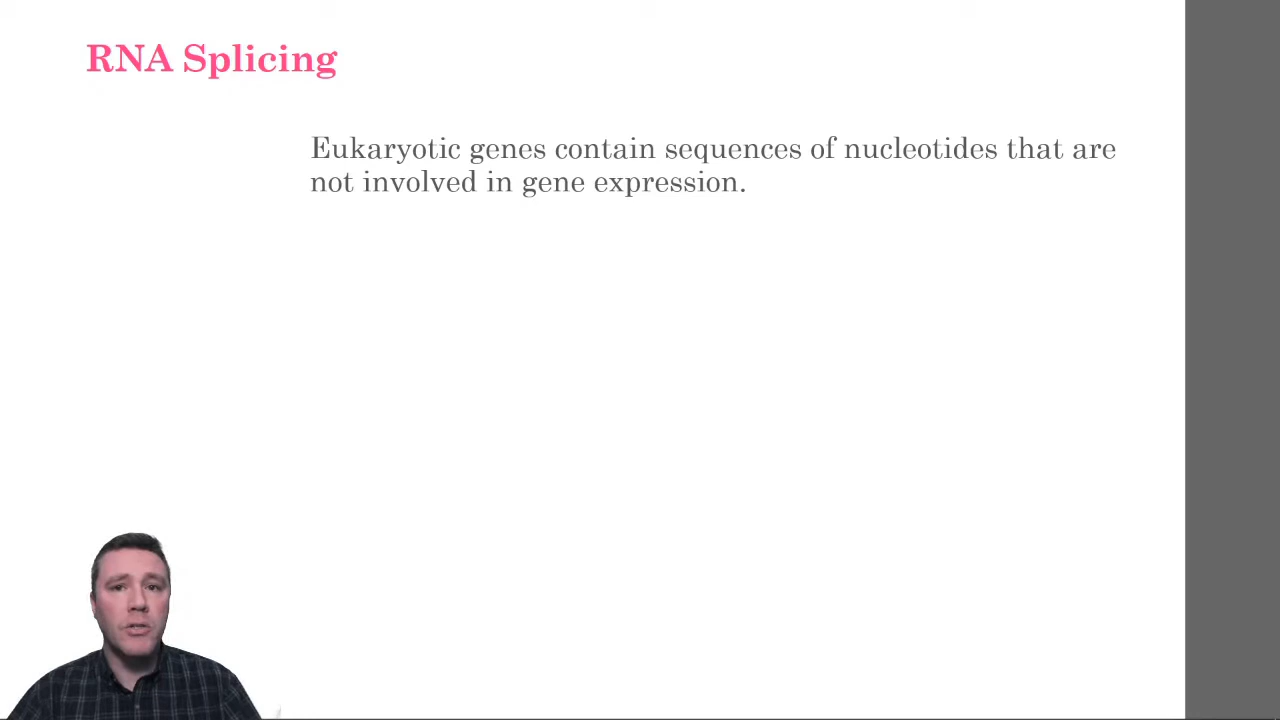 RNA Splicing
Eukaryotic genes contain sequences of nucleotides that are
not involved in gene expression.